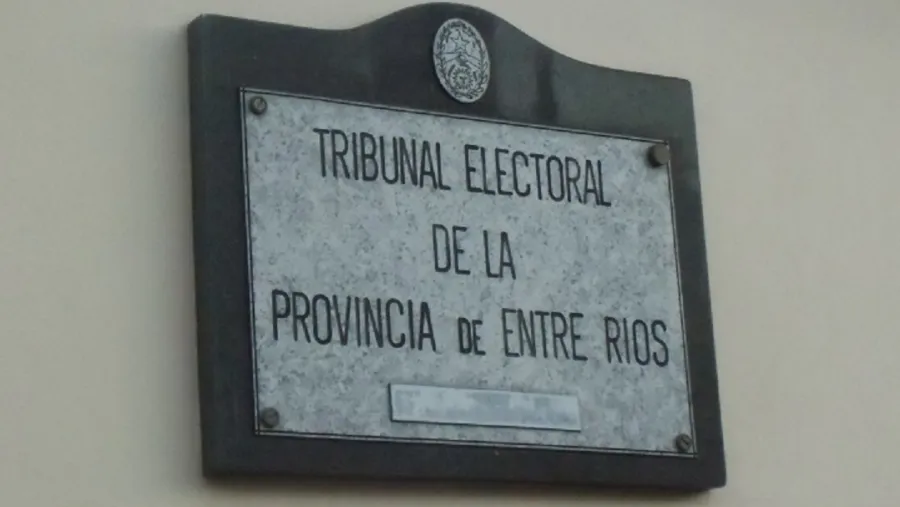 TRIBUNAL ELECTORAL
DE LA
PROVINCIA DE ENTRE RIOS